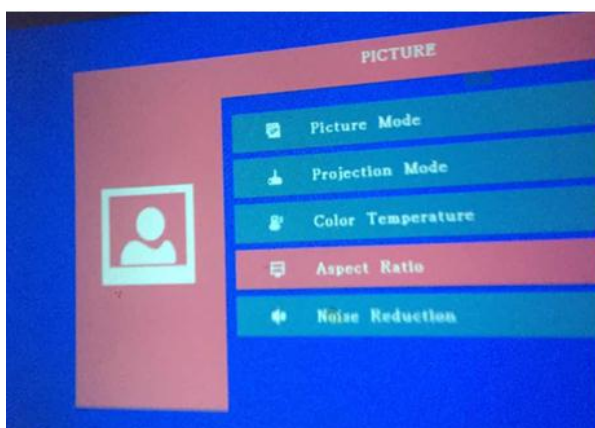 PICTURE
Picture Mode
Projection Mode
Color Temperature
Aspect Ratio
Noise Reduction